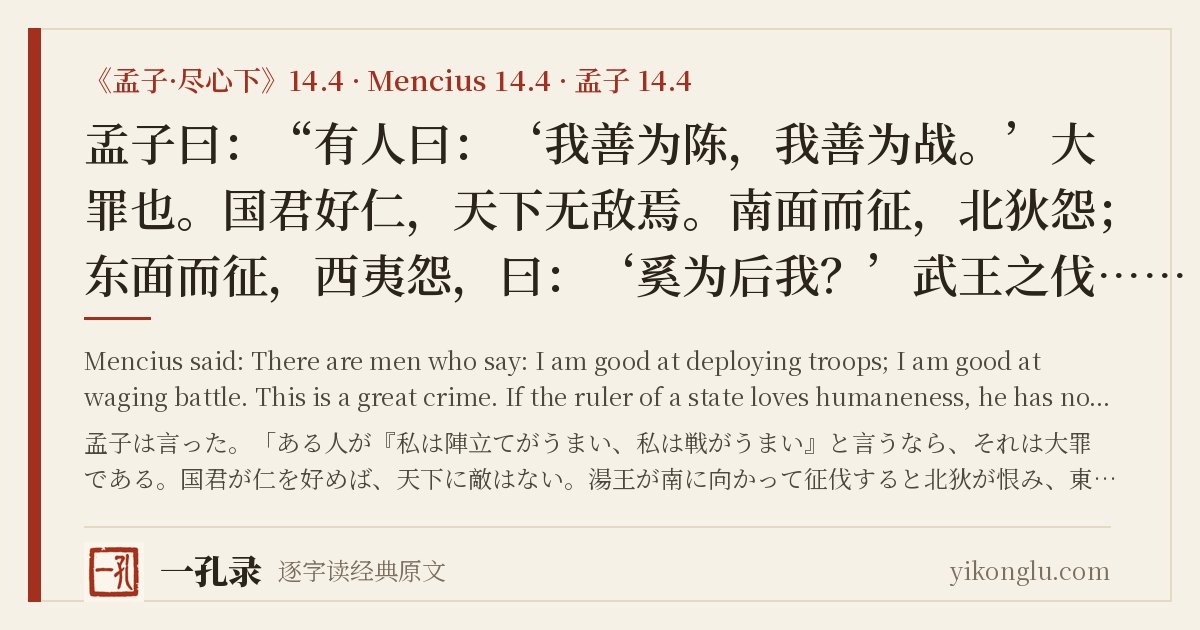 《孟子·尽心下》14.4 · Mencius 14.4 · 孟子 14.4
孟子曰：“有人曰：‘我善为陈，我善为战。’大
罪也。国君好仁，天下无敌焉。南面而征，北狄怨；
东面而征，西夷怨，曰：‘奚为后我？’武王之伐……
Mencius said: There are men who say: I am good at deploying troops; I am good at
waging battle. This is a great crime. If the ruler of a state loves humaneness, he has no...
孟子は言った。「ある人が『私は陣立てがうまい、私は戦がうまい』と言うなら、それは大罪
である。国君が仁を好めば、天下に敵はない。湯王が南に向かって征伐すると北狄が恨み、東…
一孔
一孔录 逐字读经典原文
yikonglu.com